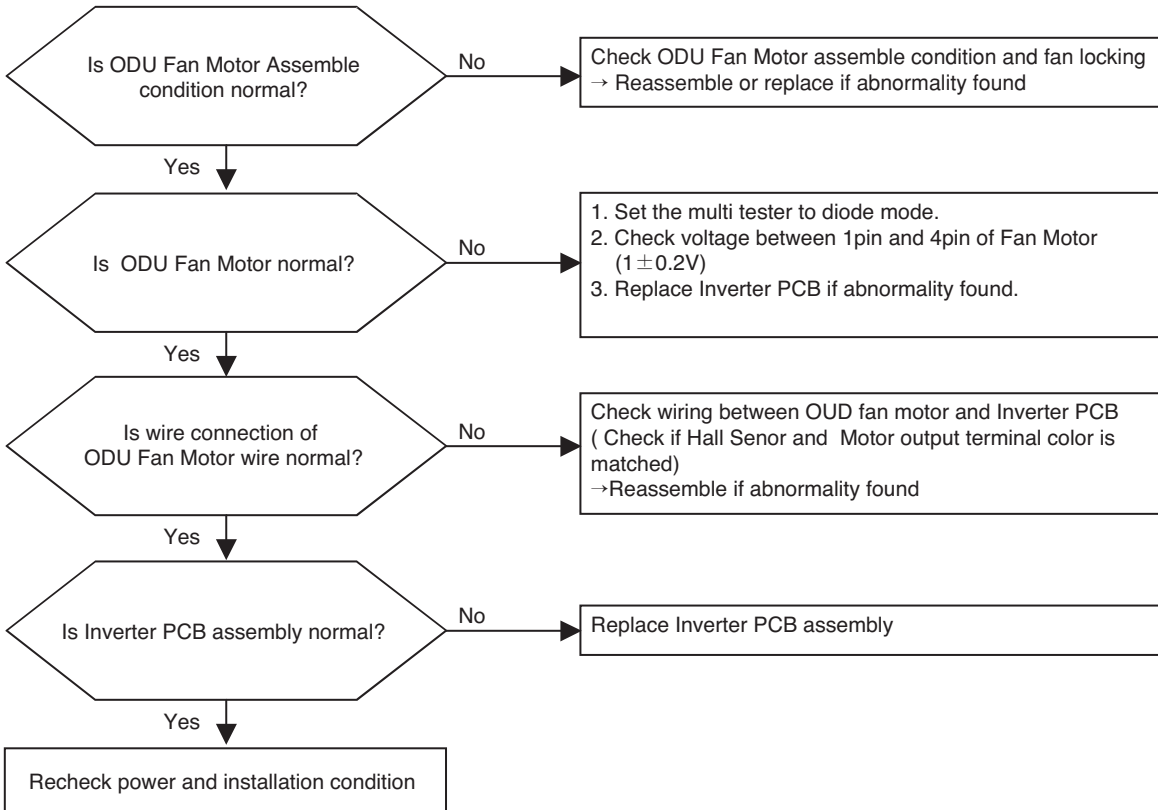 Is ODU Fan Motor Assemble
condition normal?
No
Check ODU Fan Motor assemble condition and fan locking
→ Reassemble or replace if abnormality found
Yes
Is ODU Fan Motor normal?
No
1. Set the multi tester to diode mode.
2. Check voltage between 1pin and 4pin of Fan Motor
(1±0.2V)
3. Replace Inverter PCB if abnormality found.
Yes
Is wire connection of
ODU Fan Motor wire normal?
No
Check wiring between OUD fan motor and Inverter PCB
( Check if Hall Senor and Motor output terminal color is
matched)
→Reassemble if abnormality found
Yes
Is Inverter PCB assembly normal?
No
Replace Inverter PCB assembly
Yes
Recheck power and installation condition